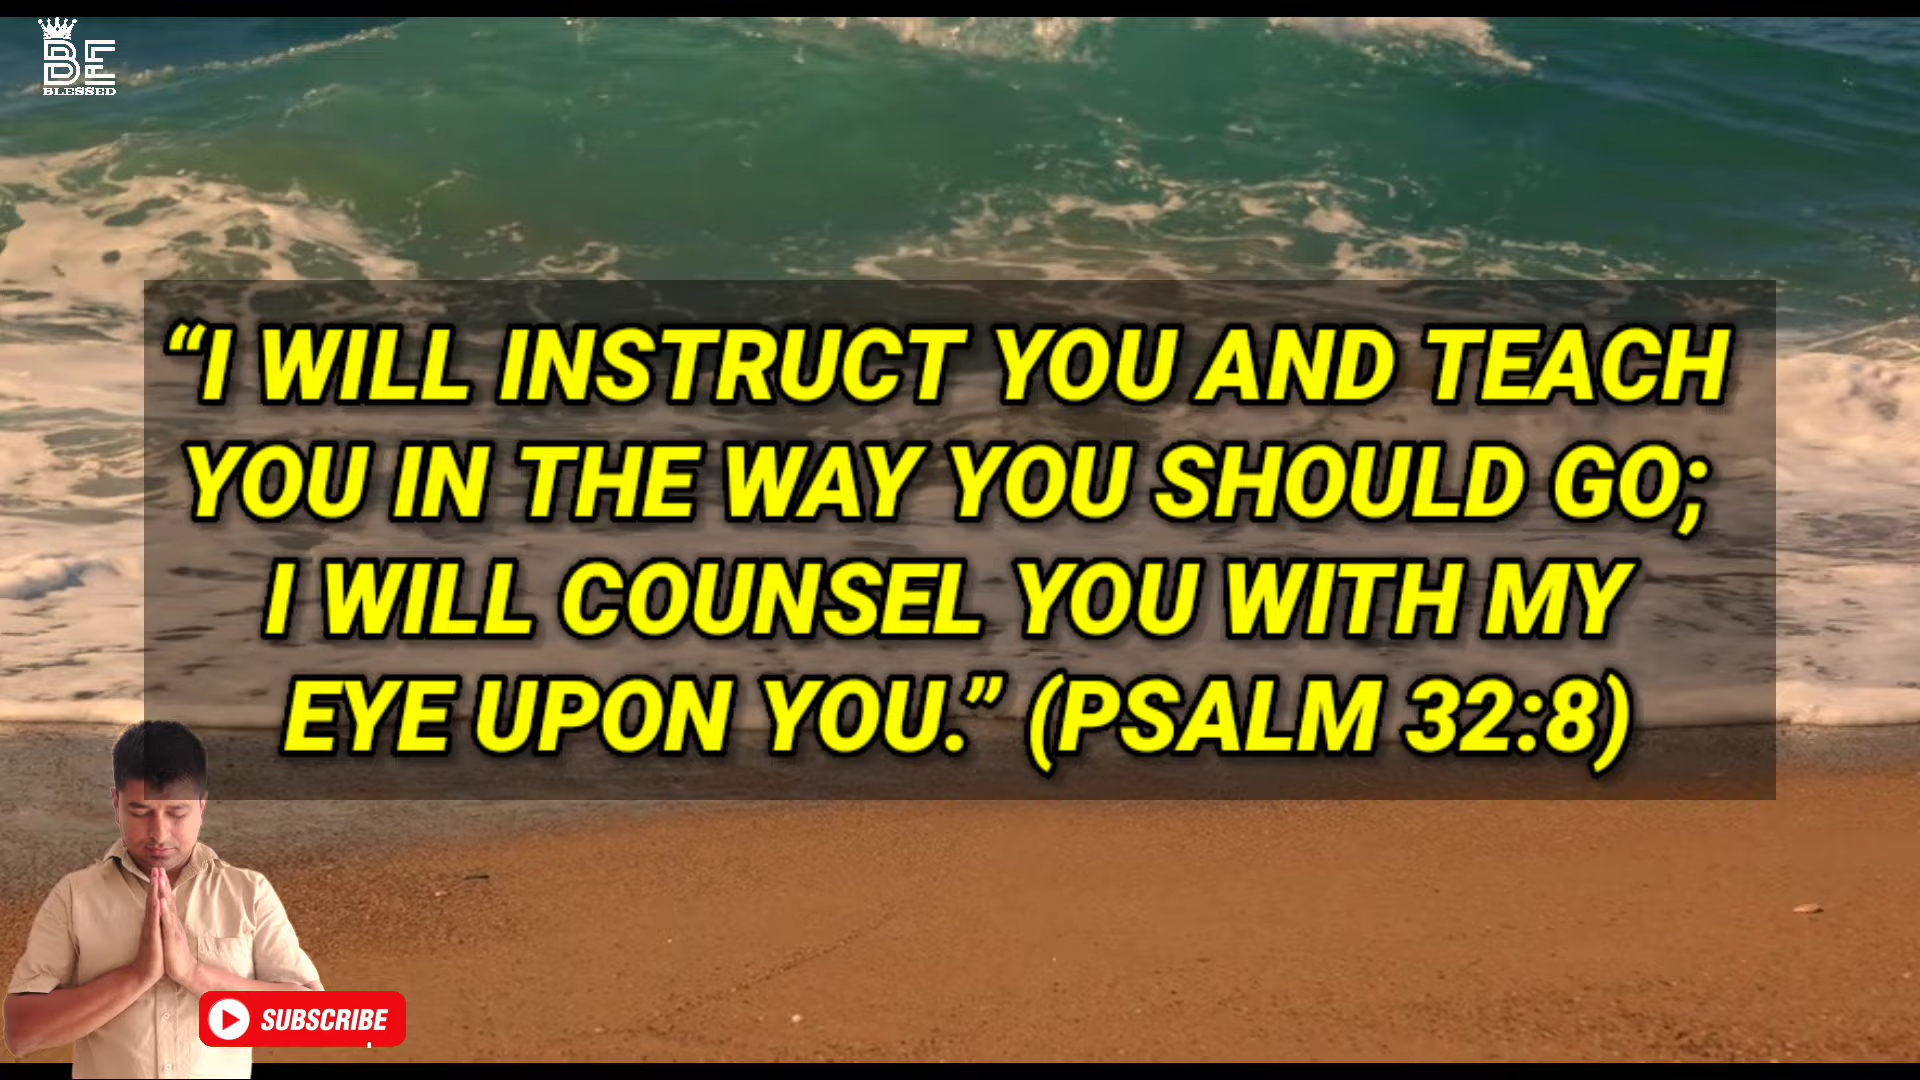 BE
BLESSED
“I WILL INSTRUCT YOU AND TEACH
YOU IN THE WAY YOU SHOULD GO;
I WILL COUNSEL YOU WITH MY
EYE UPON YOU.” (PSALM 32:8)
SUBSCRIBE